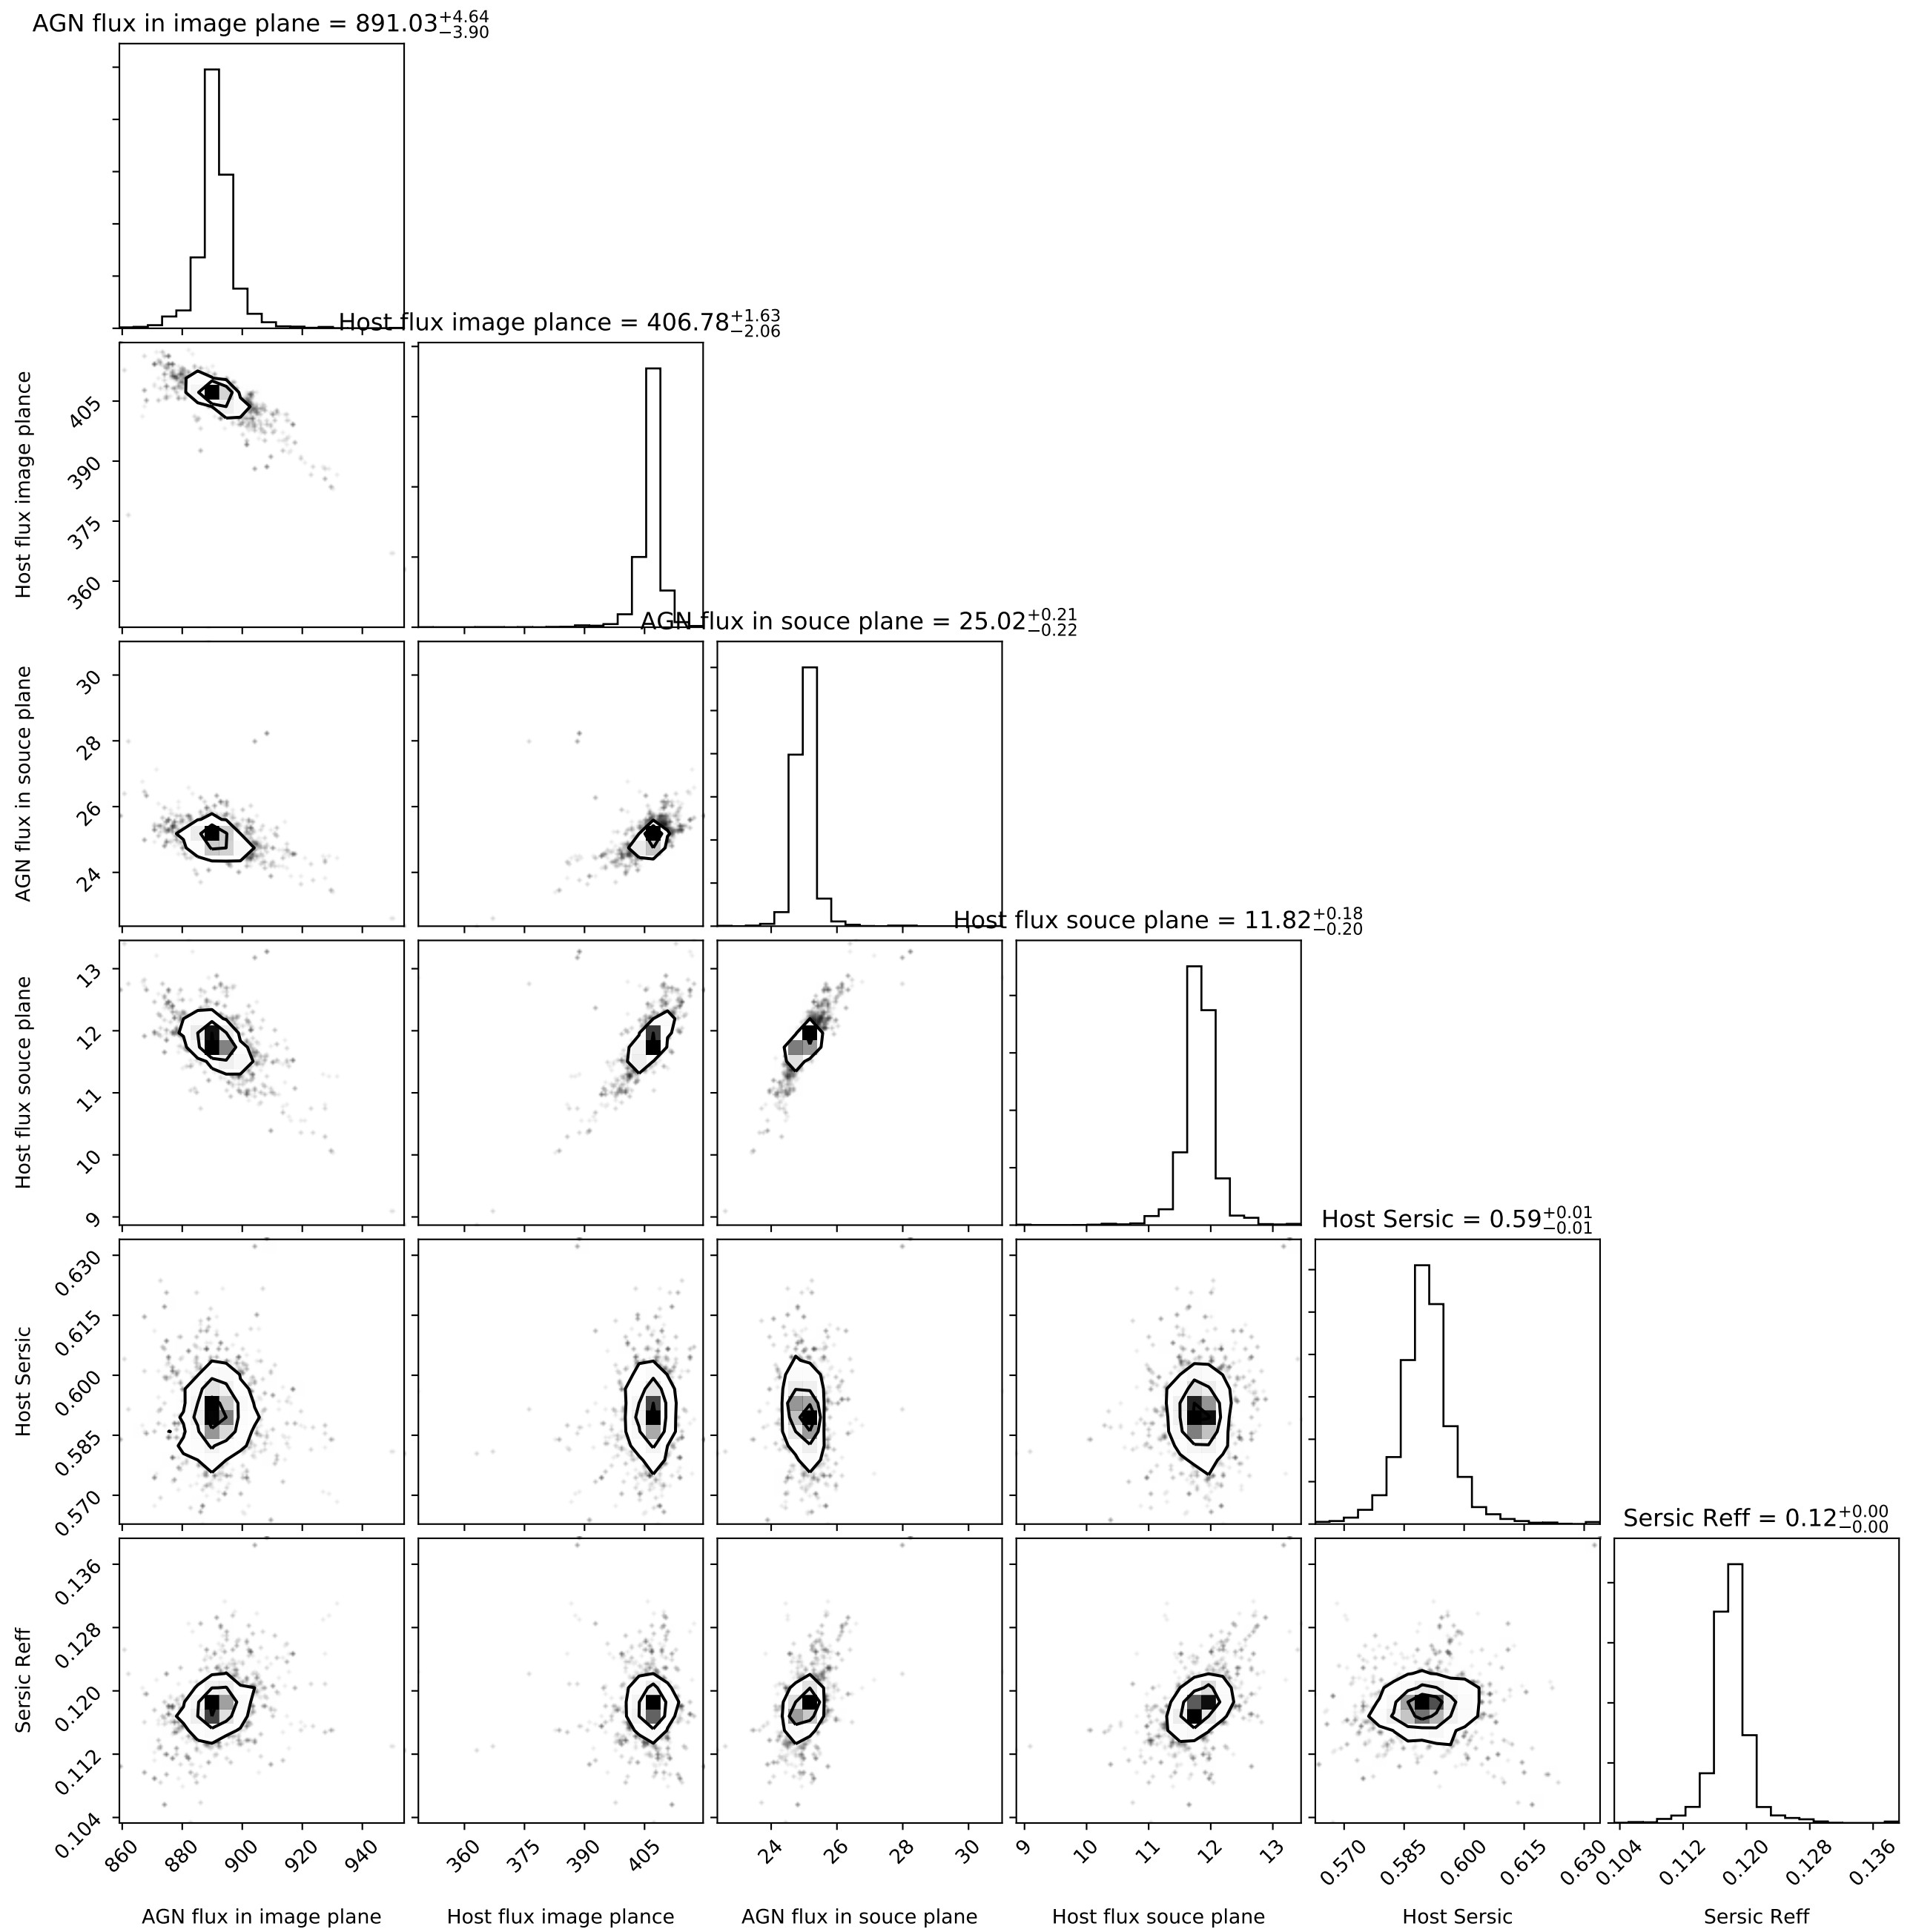 AGN flux in image plane = 891.03+4.64 −3.90
Host flux image plance = 406.78+1.63 −2.06
Host flux image plance
405
390
375
360
AGN flux in souce plane = 25.02+0.21 −0.22
AGN flux in souce plane
30
28
26
24
Host flux souce plane = 11.82+0.18 −0.20
Host flux souce plane
13
12
11
10
9
Host Sersic = 0.59+0.01 −0.01
Host Sersic
0.630
0.615
0.600
0.585
0.570
Sersic Reff = 0.12+0.00 −0.00
Sersic Reff
0.136
0.128
0.120
0.112
0.104
860 880 900 920 940 360 375 390 405 24 26 28 30 9 10 11 12 13 0.570 0.585 0.600 0.615 0.630 0.104 0.112 0.120 0.128 0.136
AGN flux in image plane Host flux image plance AGN flux in souce plane Host flux souce plane Host Sersic Sersic Reff